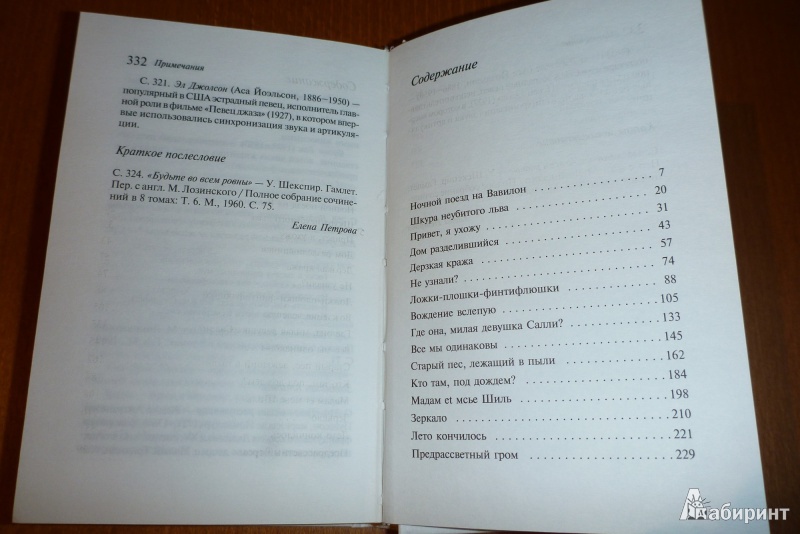 332 Примечания
С. 321. Эл Джолсон (Аса Йоэльсон, 1886–1950) —
популярный в США эстрадный певец, исполнитель глав-
ной роли в фильме «Певец джаза» (1927), в котором впер-
вые использовались синхронизация звука и артикуля-
ции.
Краткое послесловие
С. 324. «Будьте во всем ровны» — У. Шекспир. Гамлет.
Пер. с англ. М. Лозинского / Полное собрание сочине-
ний в 8 томах: Т. 6. М., 1960. С. 75.
Елена Петрова
Содержание
Ночной поезд на Вавилон 7
Шкура неубитого льва 20
Привет, я ухожу 31
Дом разделившийся 43
Дерзкая кража 57
Не узнали? 74
Ложки-плошки-финтифлюшки 88
Вождение вслепую 105
Где она, милая девушка Салли? 133
Все мы одинаковы 145
Старый пес, лежащий в пыли 162
Кто там, под дождем? 184
Мадам et мсье Шиль 198
Зеркало 210
Лето кончилось 221
Предрассветный гром 229
Лабиринт